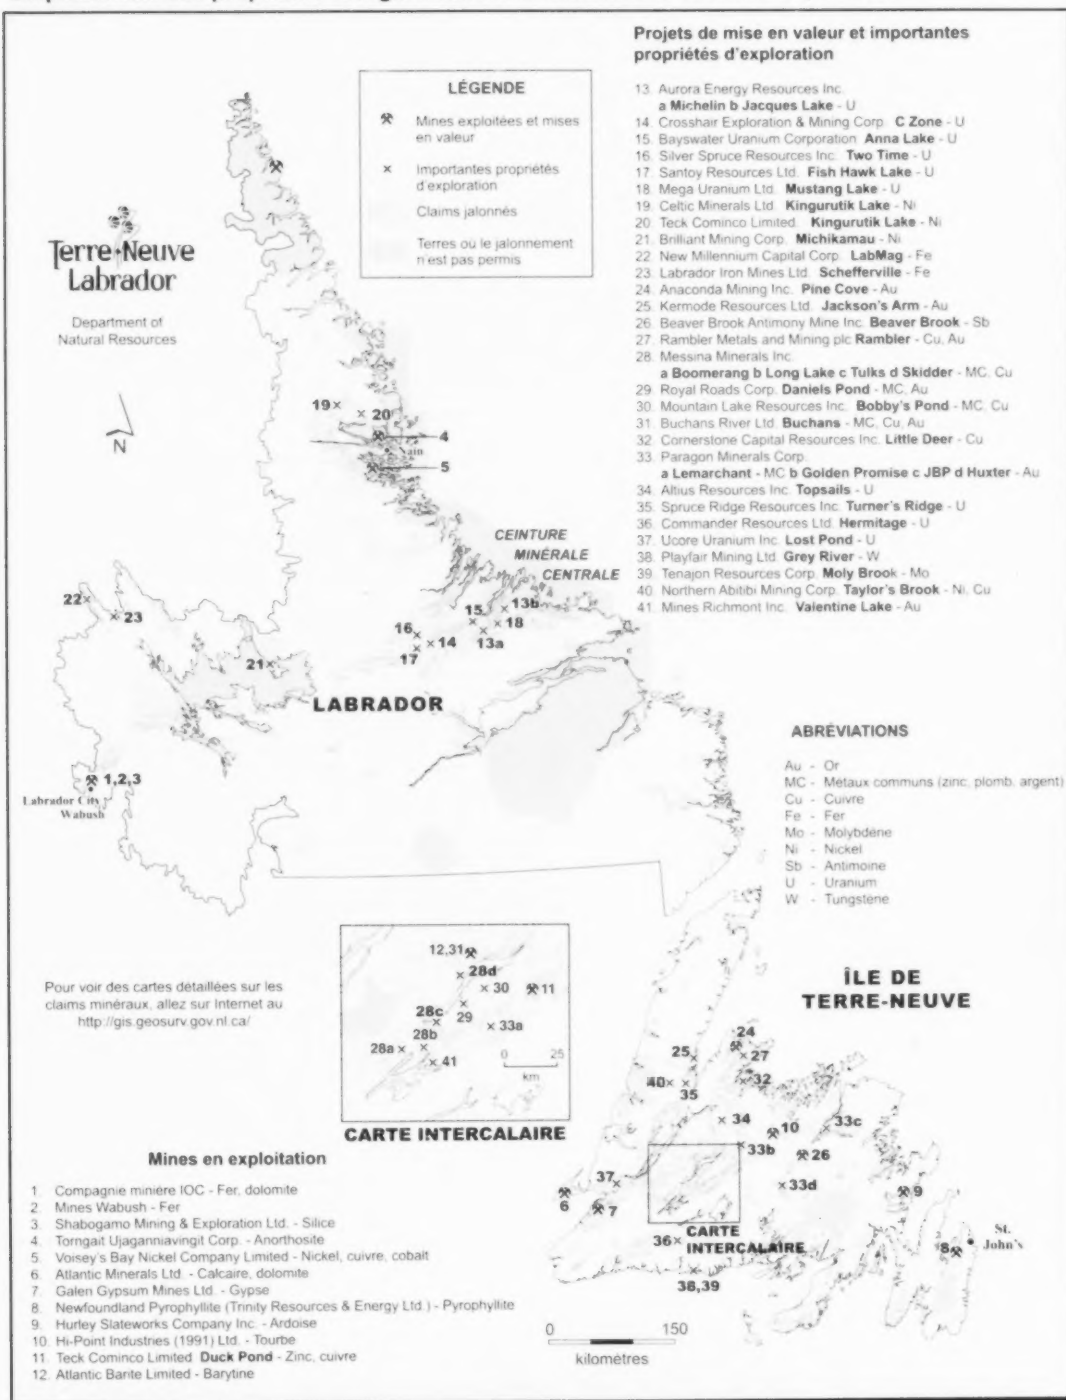 Projets de mise en valeur et importantes
propriétés d'exploration
13. Aurora Energy Resources Inc.
a Michelin b Jacques Lake - U
14. Crosshair Exploration & Mining Corp. C Zone - U
15. Bayswater Uranium Corporation Anna Lake - U
16. Silver Spruce Resources Inc. Two Time - U
17. Santoy Resources Ltd. Fish Hawk Lake - U
18. Mega Uranium Ltd. Mustang Lake - U
19. Celtic Minerals Ltd. Kingurutik Lake - Ni
20. Teck Cominco Limited Kingurutik Lake - Ni
21. Brilliant Mining Corp. Michikamau - Ni
22. New Millennium Capital Corp. LabMag - Fe
23. Labrador Iron Mines Ltd. Schefferville - Fe
24. Anaconda Mining Inc. Pine Cove - Au
25. Kermode Resources Ltd. Jackson's Arm - Au
26. Beaver Brook Antimony Mine Inc. Beaver Brook - Sb
27. Rambler Metals and Mining plc Rambler - Cu, Au
28. Messina Minerals Inc.
a Boomerang b Long Lake c Tulks d Skidder - MC, Cu
29. Royal Roads Corp. Daniels Pond - MC, Au
30. Mountain Lake Resources Inc. Bobby's Pond - MC, Cu
31. Buchans River Ltd. Buchans - MC, Cu, Au
32. Cornerstone Capital Resources Inc. Little Deer - Cu
33. Paragon Minerals Corp.
a Lemarchant - MC b Golden Promise c JBP d Huxter - Au
34. Altius Resources Inc. Topsails - U
35. Spruce Ridge Resources Inc. Turner's Ridge - U
36. Commander Resources Ltd. Hermitage - U
37. Ucore Uranium Inc. Lost Pond - U
38. Playfair Mining Ltd. Grey River - W
39. Tenajon Resources Corp. Moly Brook - Mo
40. Northern Abitibi Mining Corp. Taylor's Brook - Ni, Cu
41. Mines Richmont Inc. Valentine Lake - Au
LÉGENDE
Mines exploitées et mises
en valeur
Importantes propriétés
d'exploration
Claims jalonnés
Terres ou le jalonnement
n'est pas permis
Terre-Neuve
Labrador
Department of
Natural Resources
N
19
20
4
Nain
5
CEINTURE
MINÉRALE
CENTRALE
22
23
15
13b
18
16
14
13a
17
21
LABRADOR
1,2,3
Labrador City
Wabush
ABRÉVIATIONS
Au - Or
MC - Métaux communs (zinc, plomb, argent)
Cu - Cuivre
Fe - Fer
Mo - Molybdène
Ni - Nickel
Sb - Antimoine
U - Uranium
W - Tungstène
Pour voir des cartes détaillées sur les
claims minéraux, allez sur Internet au
http://gis.geosurv.gov.nl.ca/
12,31
28d
30
11
29
28c
33a
28b
28a
41
0 25
km
CARTE INTERCALAIRE
ÎLE DE
TERRE-NEUVE
24
25
27
40
35
32
34
10
33c
33b
26
37
33d
6
7
9
36
CARTE
INTERCALAIRE
38,39
8
St.
John's
0 150
kilomètres
Mines en exploitation
1. Compagnie minière IOC - Fer, dolomite
2. Mines Wabush - Fer
3. Shabogamo Mining & Exploration Ltd. - Silice
4. Torngait Ujaganniavingit Corp. - Anorthosite
5. Voisey's Bay Nickel Company Limited - Nickel, cuivre, cobalt
6. Atlantic Minerals Ltd. - Calcaire, dolomite
7. Galen Gypsum Mines Ltd. - Gypse
8. Newfoundland Pyrophyllite (Trinity Resources & Energy Ltd.) - Pyrophyllite
9. Hurley Slateworks Company Inc. - Ardoise
10. Hi-Point Industries (1991) Ltd. - Tourbe
11. Teck Cominco Limited Duck Pond - Zinc, cuivre
12. Atlantic Barite Limited - Barytine